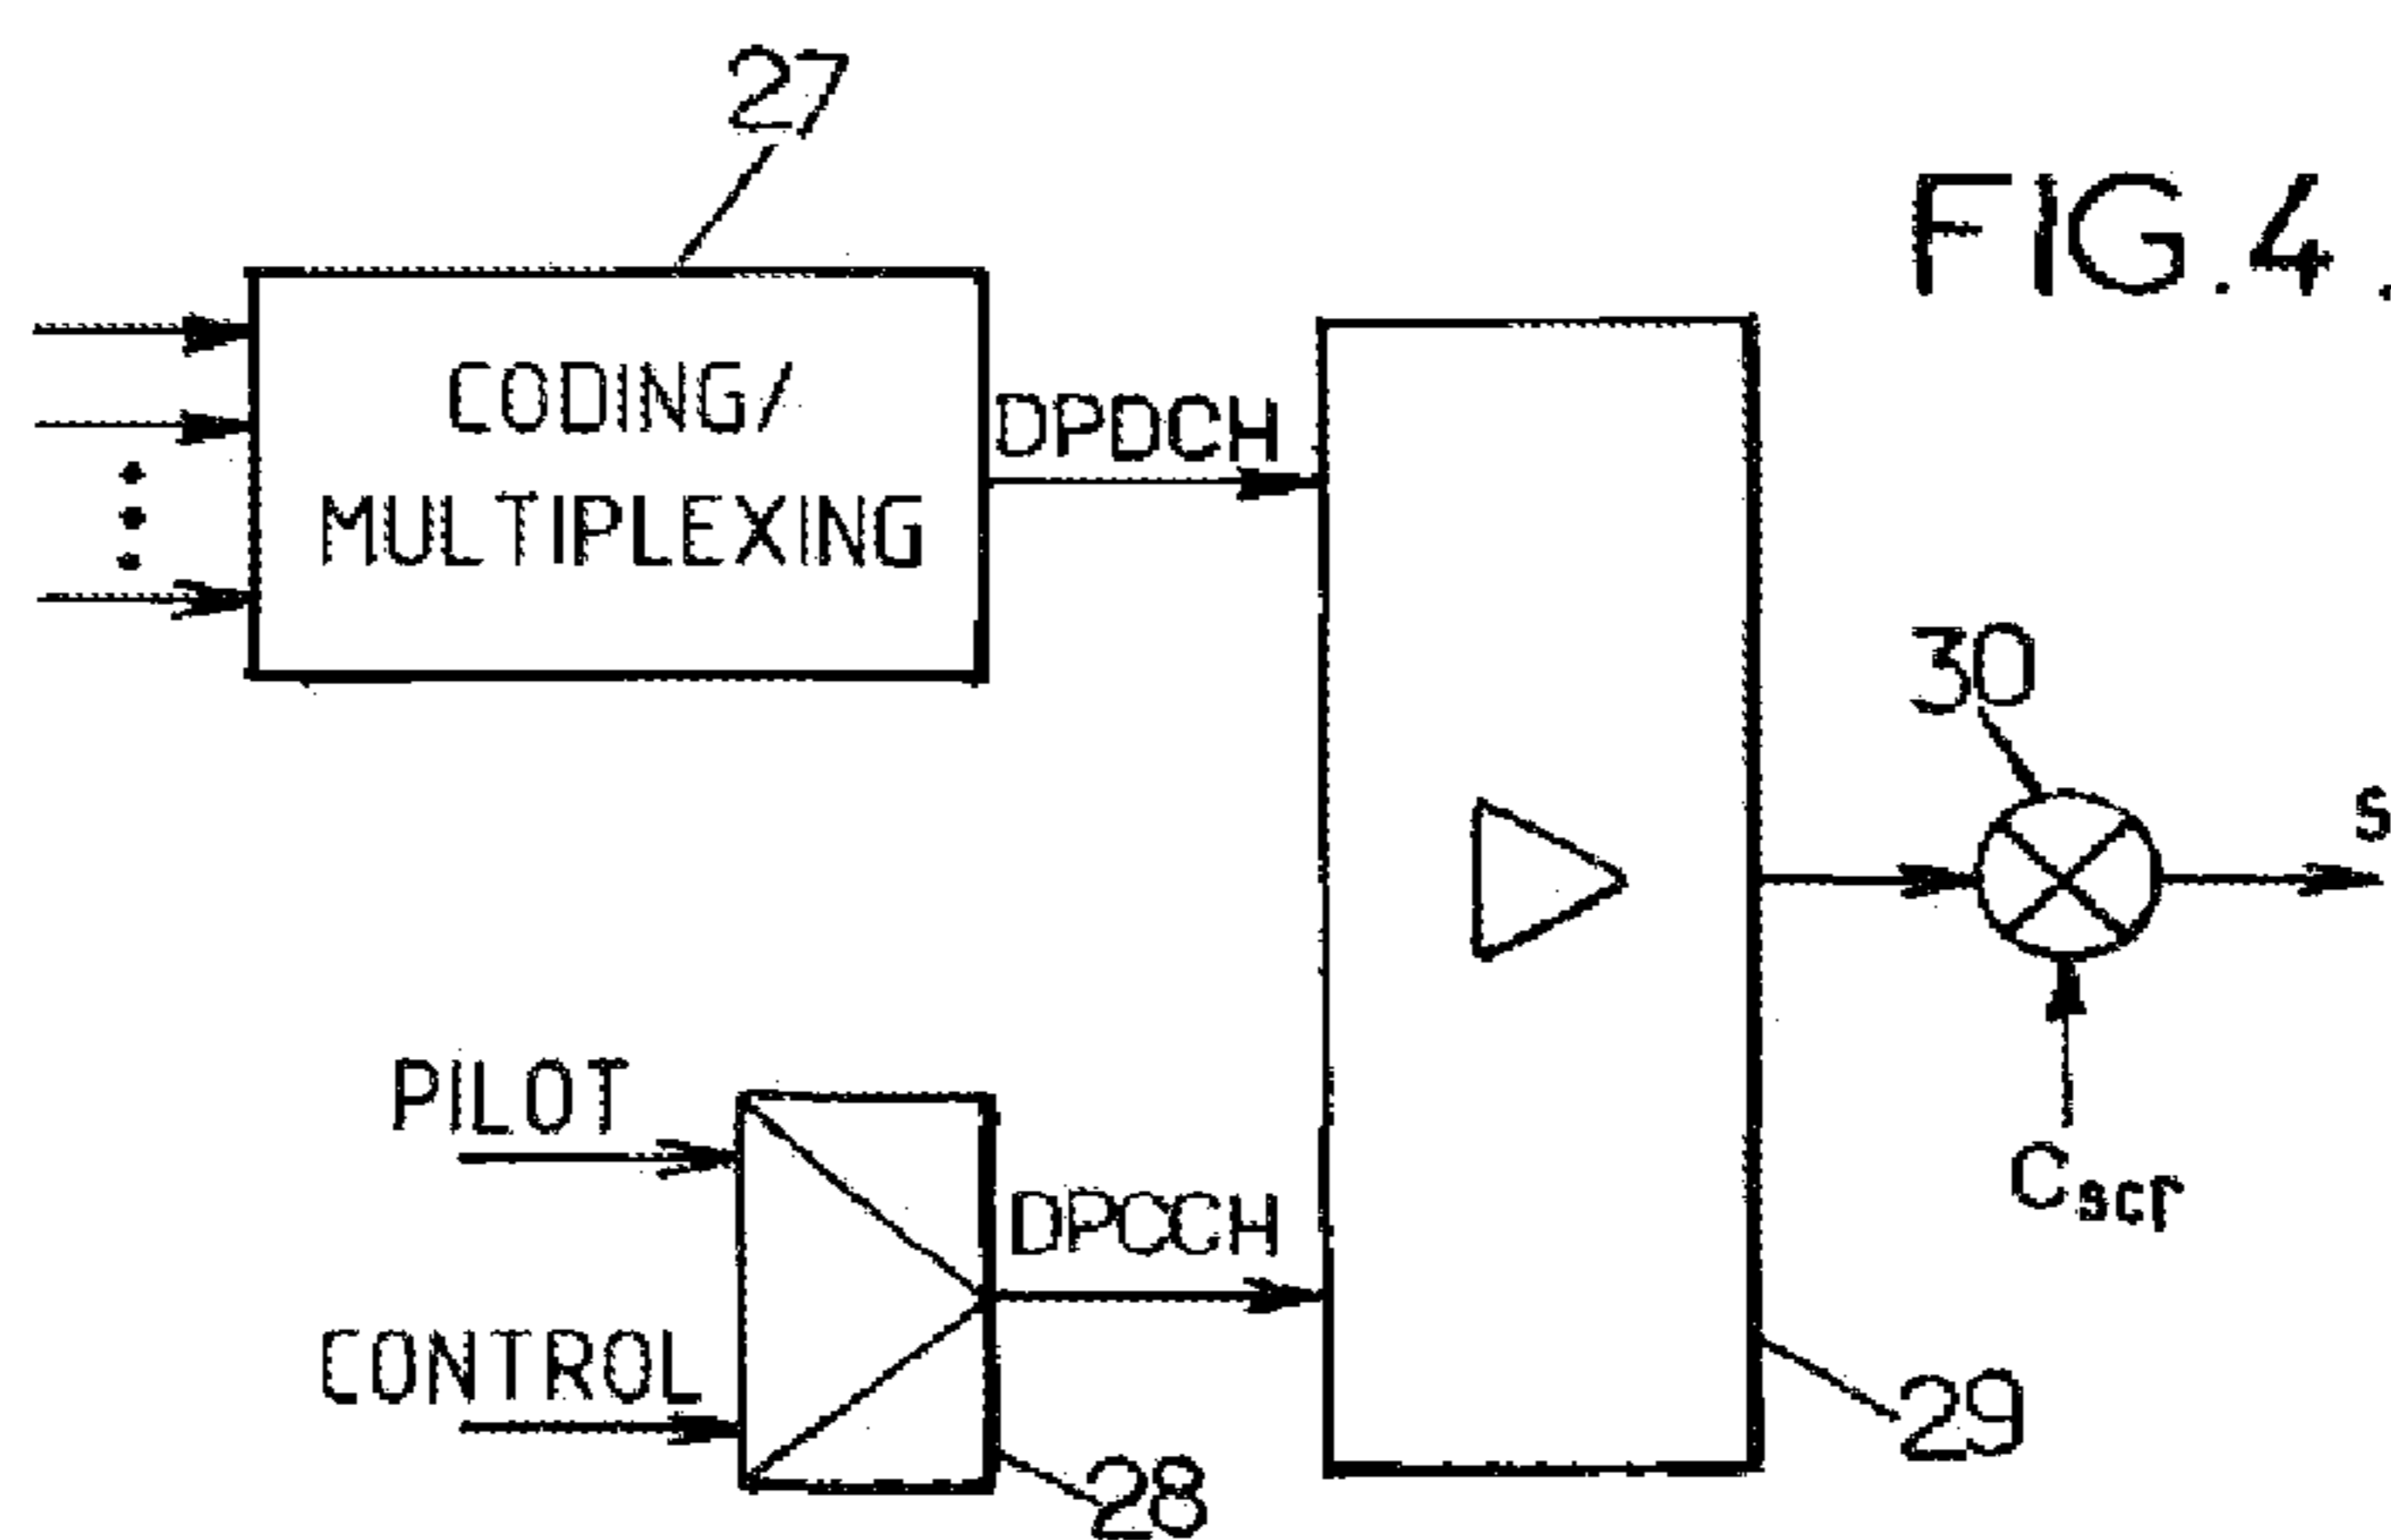 27
FIG.4.
CODING/
MULTIPLEXING
DPDCH
30
S
Cscr
PILOT
DPCCH
CONTROL
29
28